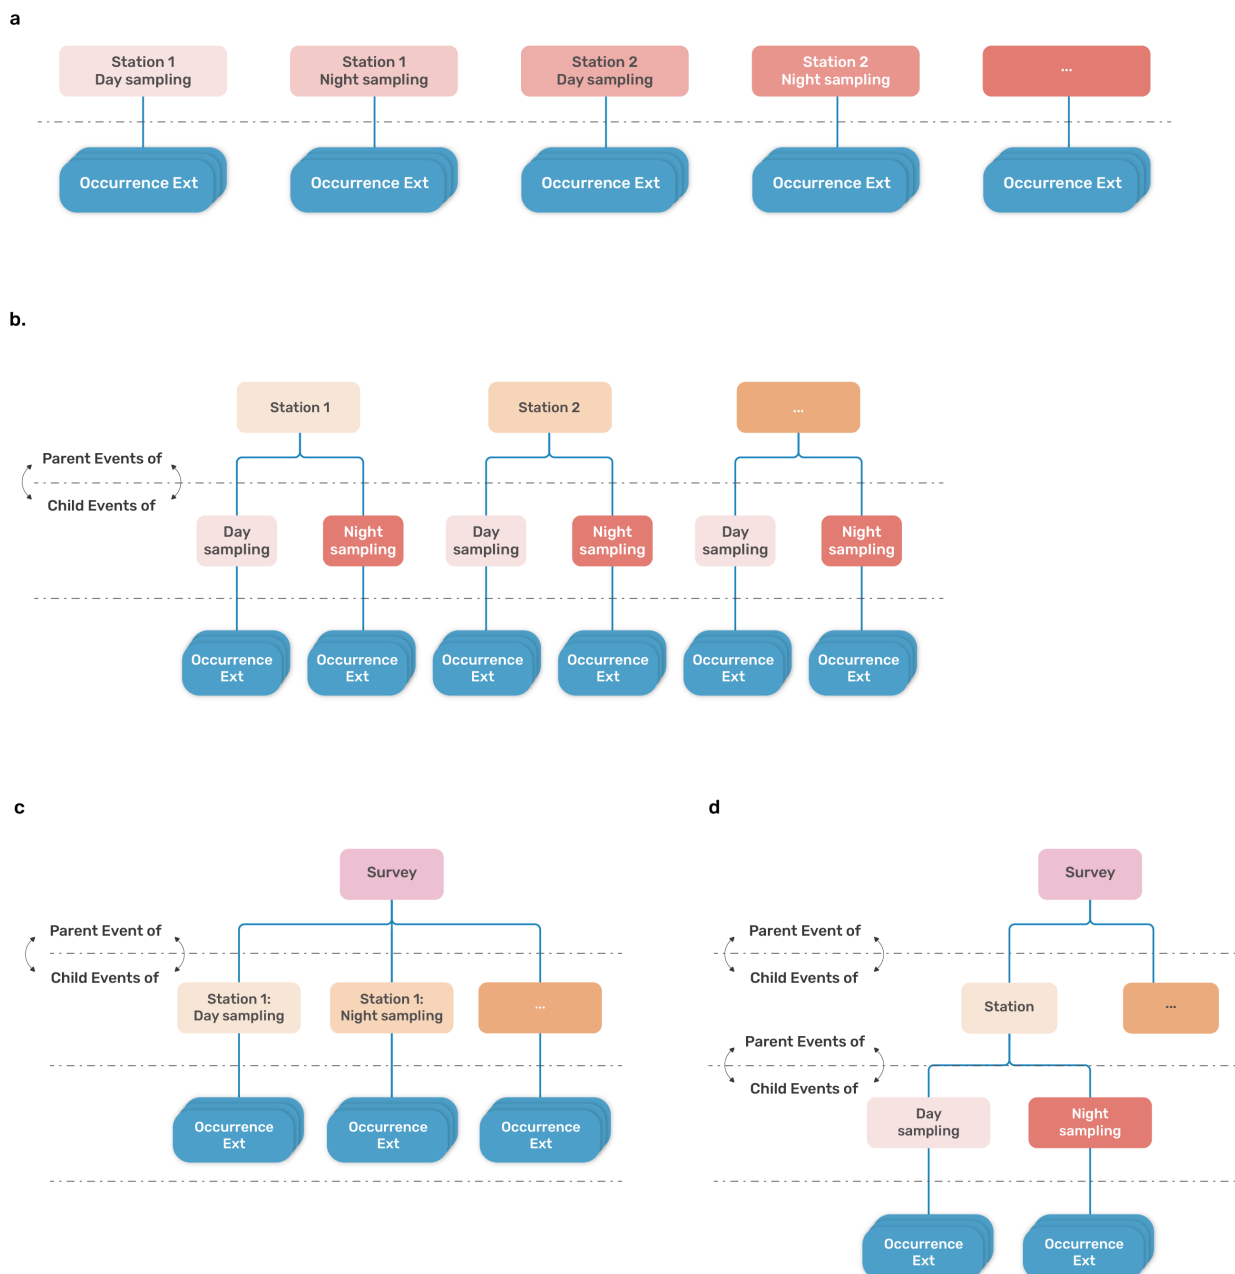 a
Station 1
Day sampling
Station 1
Night sampling
Station 2
Day sampling
Station 2
Night sampling
...
Occurrence Ext
Occurrence Ext
Occurrence Ext
Occurrence Ext
Occurrence Ext
b.
Station 1
Station 2
...
Parent Events of
Child Events of
Day
sampling
Night
sampling
Day
sampling
Night
sampling
Day
sampling
Night
sampling
Occurrence
Ext
Occurrence
Ext
Occurrence
Ext
Occurrence
Ext
Occurrence
Ext
Occurrence
Ext
c
Survey
Parent Event of
Child Events of
Station 1:
Day sampling
Station 1:
Night sampling
...
Occurrence
Ext
Occurrence
Ext
Occurrence
Ext
d
Survey
Parent Event of
Child Events of
Station
...
Parent Events of
Child Events of
Day
sampling
Night
sampling
Occurrence
Ext
Occurrence
Ext